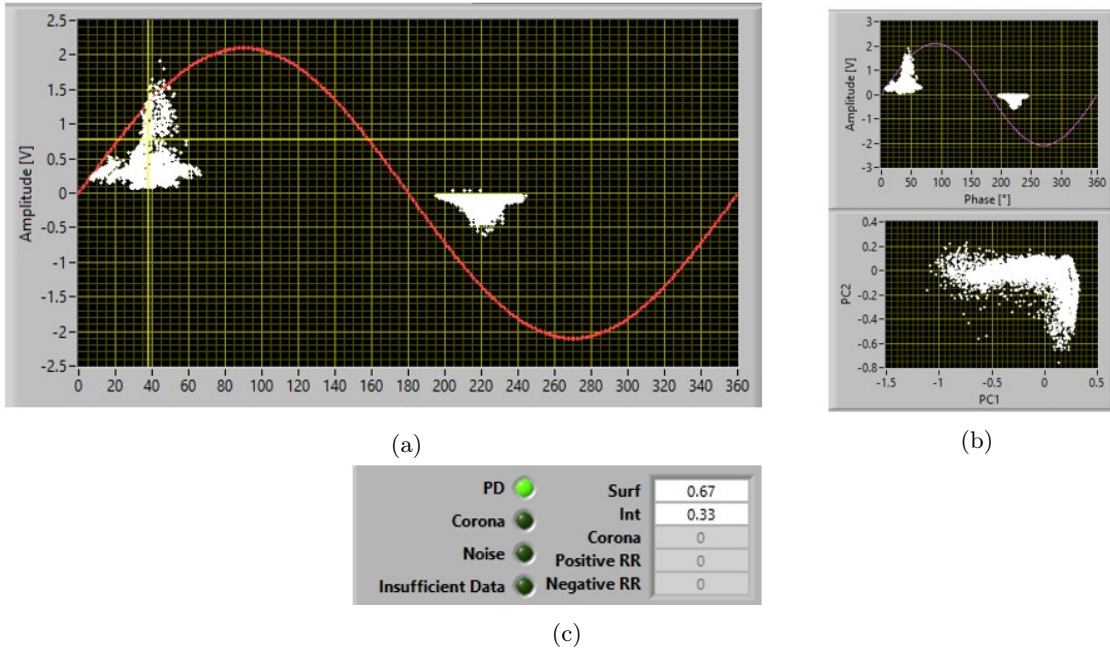 2.5
2
1.5
1
0.5
0
-0.5
-1
-1.5
-2
-2.5
Amplitude [V]
0 20 40 60 80 100 120 140 160 180 200 220 240 260 280 300 320 340 360
(a)
3
2
1
0
-1
-2
-3
Amplitude [V]
0 50 100 150 200 250 300 360
Phase [°]
0.4
0.2
0
-0.2
-0.4
-0.6
-0.8
PC2
-1.5 -1 -0.5 0 0.5
PC1
(b)
PD
Corona
Noise
Insufficient Data
Surf 0.67
Int 0.33
Corona 0
Positive RR 0
Negative RR 0
(c)